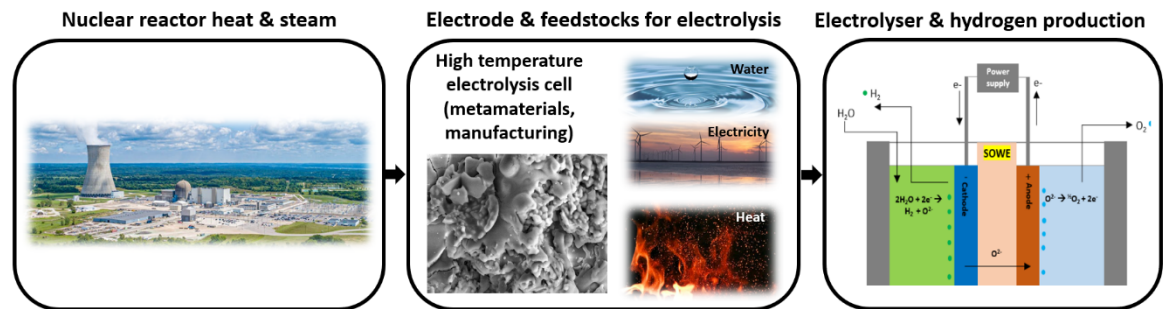 Nuclear reactor heat & steam
Electrode & feedstocks for electrolysis
High temperature
electrolysis cell
(metamaterials,
manufacturing)
Water
Electricity
Heat
Electrolyser & hydrogen production
Power
supply
e-
e-
H₂
H₂O
O₂
SOWE
- Cathode
+ Anode
2H₂O + 2e⁻ →
H₂ + O²⁻
O²⁻ → ½O₂ + 2e⁻
O²⁻